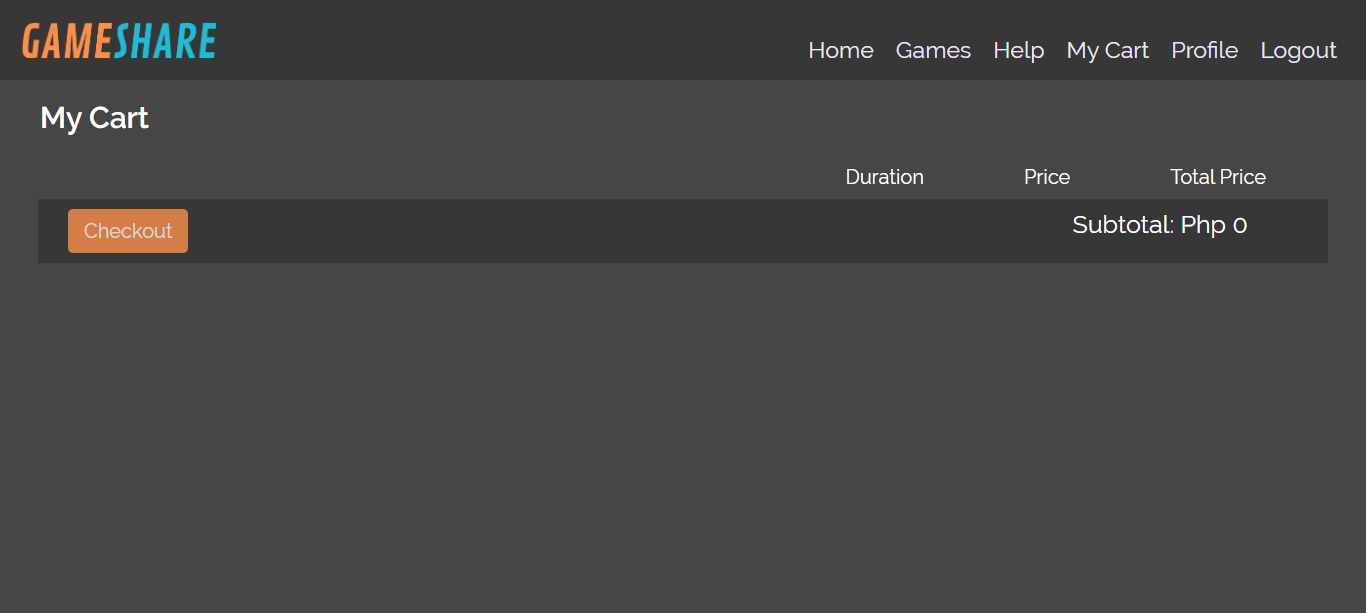 GAMESHARE
Home Games Help My Cart Profile Logout
My Cart
Duration Price Total Price
Checkout Subtotal: Php 0